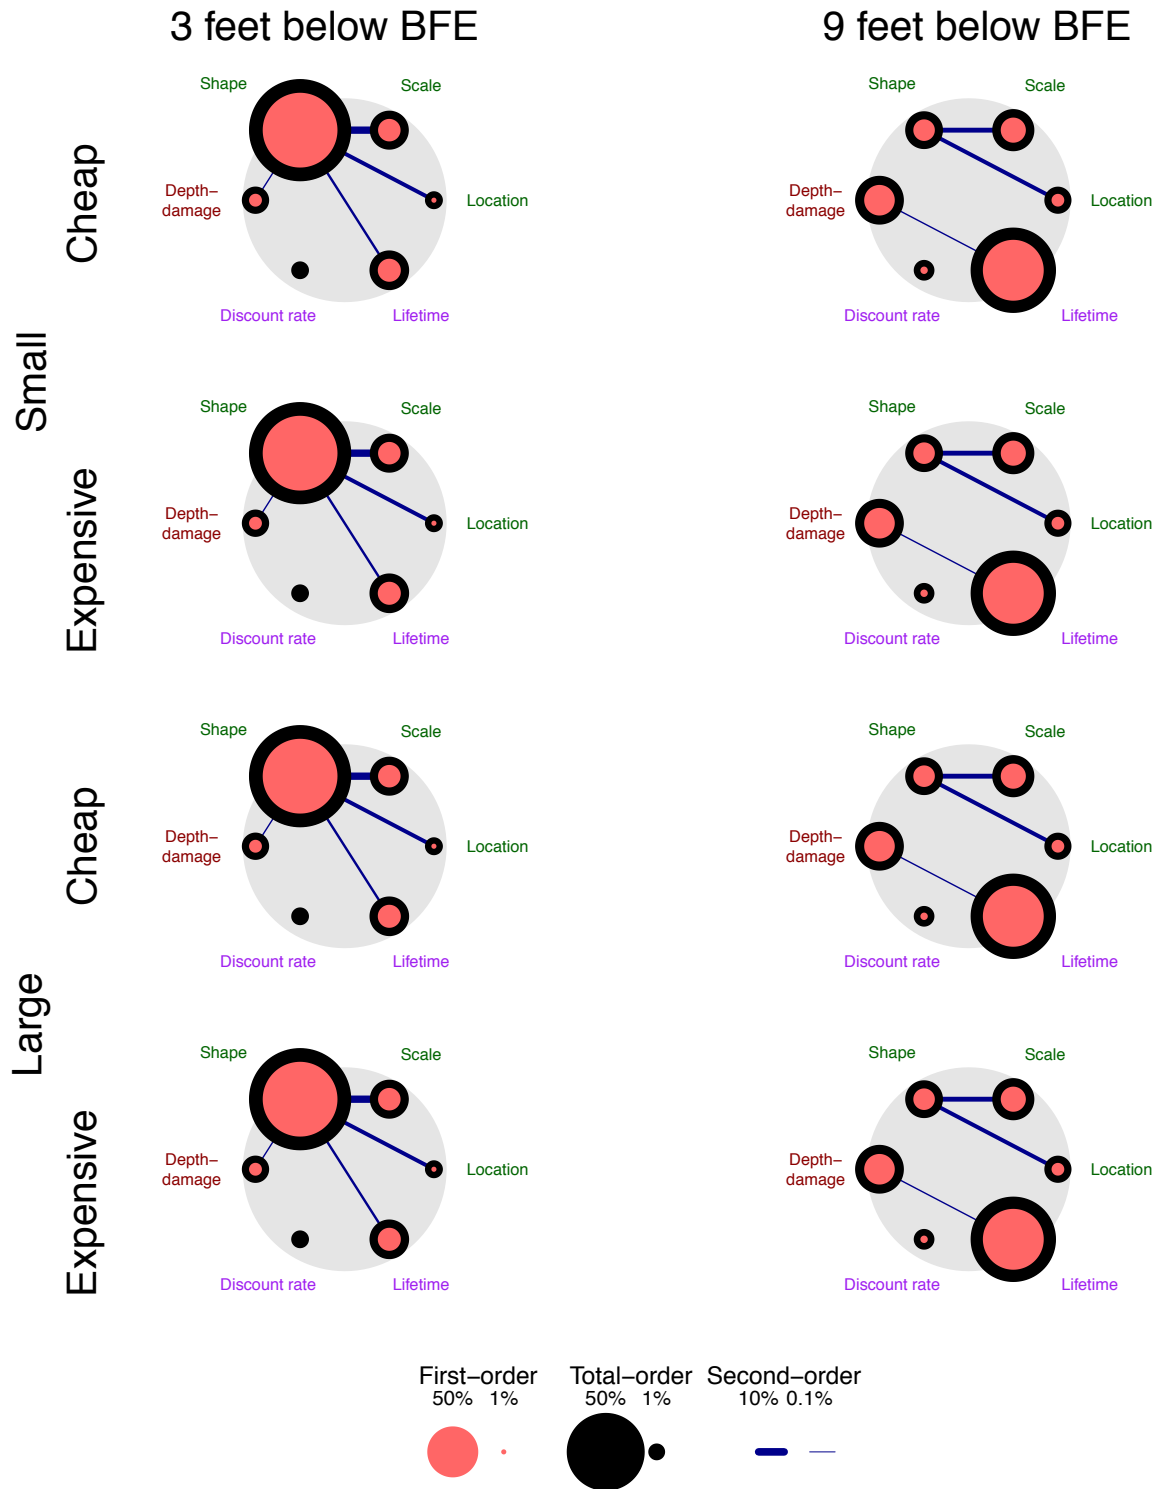 3 feet below BFE
9 feet below BFE
Small
Cheap
Shape
Scale
Depth−
damage
Location
Discount rate
Lifetime
Shape
Scale
Depth−
damage
Location
Discount rate
Lifetime
Expensive
Shape
Scale
Depth−
damage
Location
Discount rate
Lifetime
Shape
Scale
Depth−
damage
Location
Discount rate
Lifetime
Large
Cheap
Shape
Scale
Depth−
damage
Location
Discount rate
Lifetime
Shape
Scale
Depth−
damage
Location
Discount rate
Lifetime
Expensive
Shape
Scale
Depth−
damage
Location
Discount rate
Lifetime
Shape
Scale
Depth−
damage
Location
Discount rate
Lifetime
First−order
50% 1%
Total−order
50% 1%
Second−order
10% 0.1%